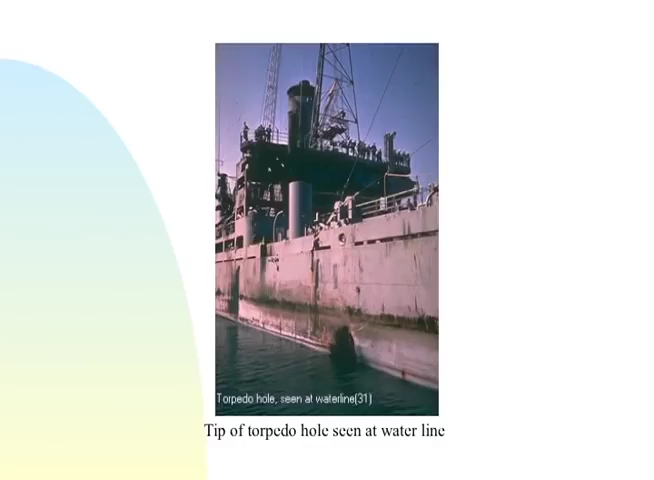 Torpedo hole, seen at waterline(31)
Tip of torpedo hole seen at water line